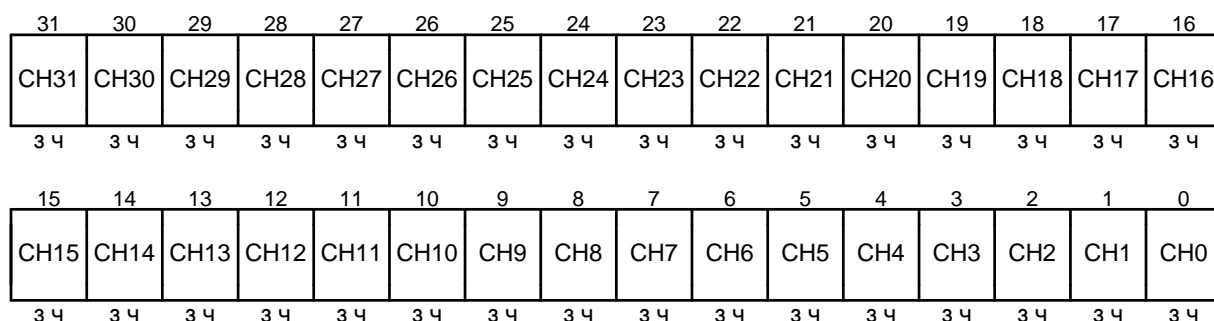 31 30 29 28 27 26 25 24 23 22 21 20 19 18 17 16
CH31 CH30 CH29 CH28 CH27 CH26 CH25 CH24 CH23 CH22 CH21 CH20 CH19 CH18 CH17 CH16
з ч з ч з ч з ч з ч з ч з ч з ч з ч з ч з ч з ч з ч з ч з ч з ч
15 14 13 12 11 10 9 8 7 6 5 4 3 2 1 0
CH15 CH14 CH13 CH12 CH11 CH10 CH9 CH8 CH7 CH6 CH5 CH4 CH3 CH2 CH1 CH0
з ч з ч з ч з ч з ч з ч з ч з ч з ч з ч з ч з ч з ч з ч з ч з ч